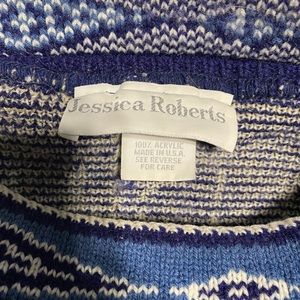 Jessica Roberts
100% ACRYLIC
MADE IN U.S.A.
SEE REVERSE
FOR CARE